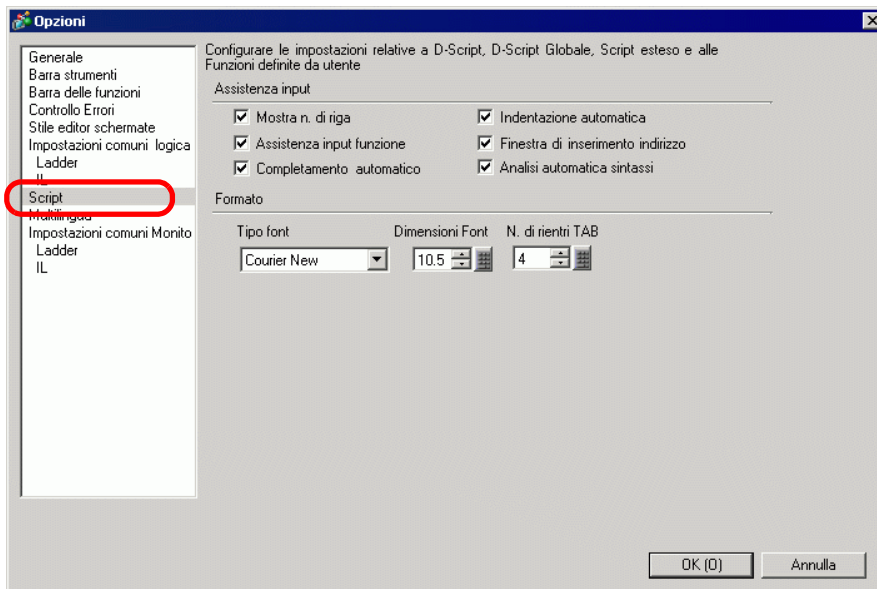 Opzioni
Generale
Barra strumenti
Barra delle funzioni
Controllo Errori
Stile editor schermate
Impostazioni comuni logica
Ladder
IL
Script
Multilingua
Impostazioni comuni Monito
Ladder
IL
Configurare le impostazioni relative a D-Script, D-Script Globale, Script esteso e alle
Funzioni definite da utente
Assistenza input
Mostra n. di riga
Indentazione automatica
Assistenza input funzione
Finestra di inserimento indirizzo
Completamento automatico
Analisi automatica sintassi
Formato
Tipo font
Dimensioni Font
N. di rientri TAB
Courier New
10.5
4
OK (O)
Annulla